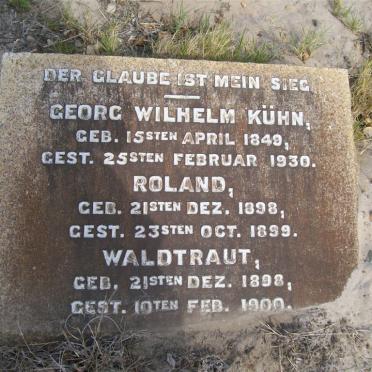 DER GLAUBE IST MEIN SIEG.
GEORG WILHELM KÜHN,
GEB. 15TEN APRIL 1849,
GEST. 25STEN FEBRUAR 1930.
ROLAND,
GEB. 21STEN DEZ. 1898,
GEST. 23STEN OCT. 1899.
WALDTRAUT,
GEB. 21STEN DEZ. 1898,
GEST. 10TEN FEB. 1900.